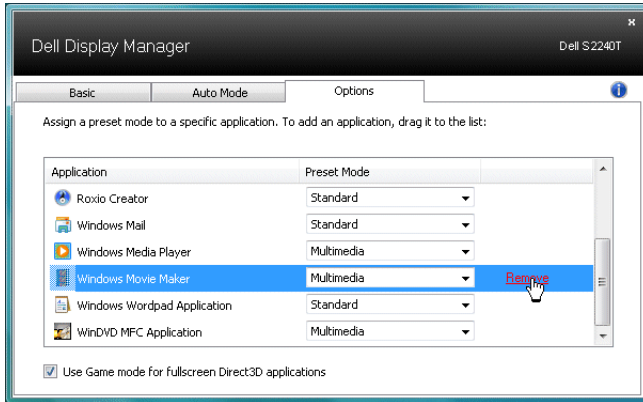 Dell Display Manager
Dell S2240T
Basic Auto Mode Options
Assign a preset mode to a specific application. To add an application, drag it to the list:
Application Preset Mode
Roxio Creator Standard
Windows Mail Standard
Windows Media Player Multimedia
Windows Movie Maker Multimedia Remove
Windows Wordpad Application Standard
WinDVD MFC Application Multimedia
Use Game mode for fullscreen Direct3D applications